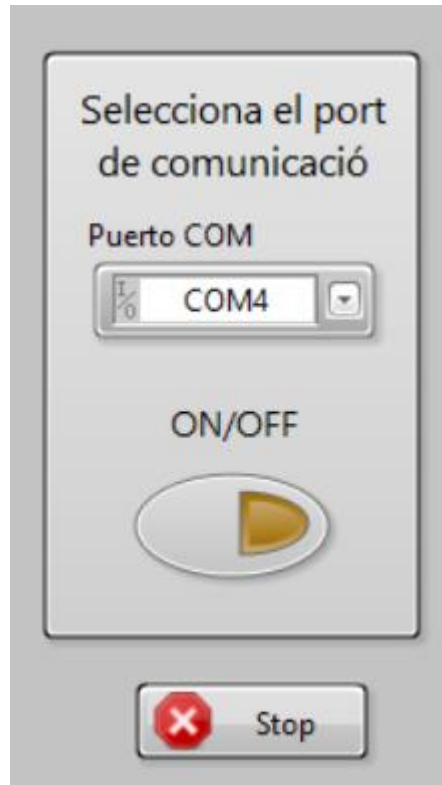 Selecciona el port
de comunicació
Puerto COM
I/O COM4
ON/OFF
Stop